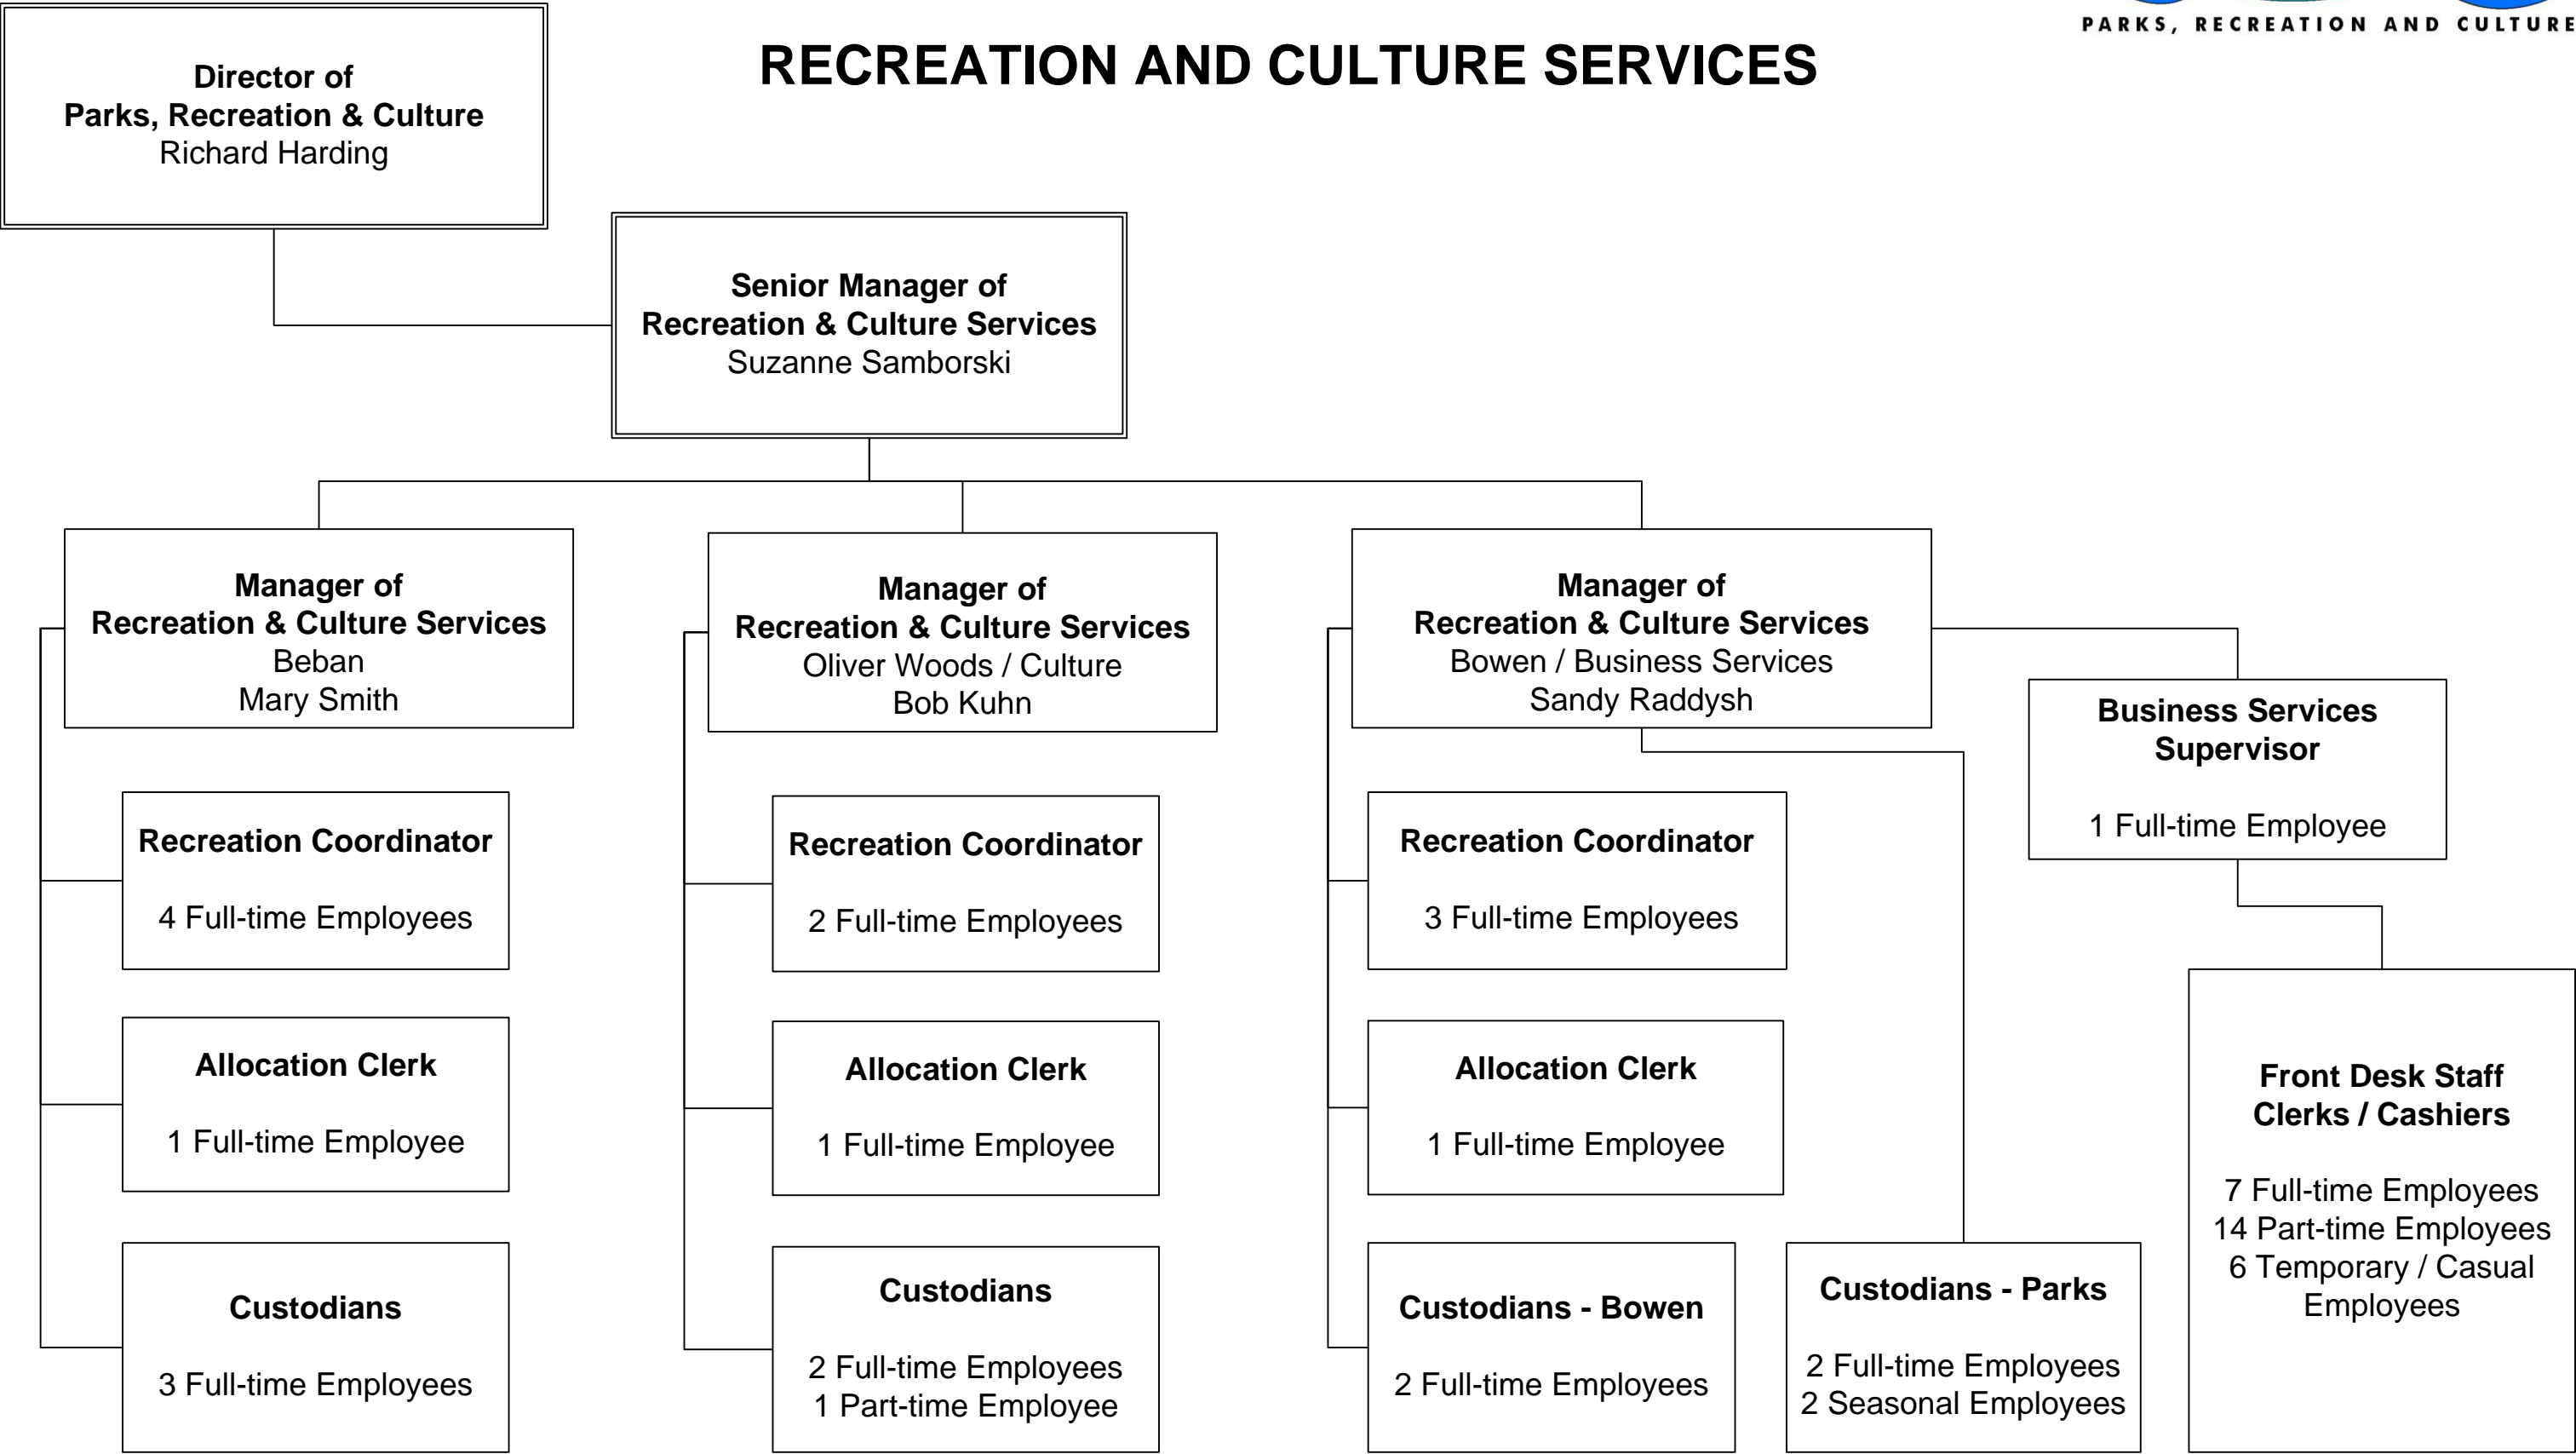 PARKS, RECREATION AND CULTURE
RECREATION AND CULTURE SERVICES
Director of
Parks, Recreation & Culture
Richard Harding
Senior Manager of
Recreation & Culture Services
Suzanne Samborski
Manager of
Recreation & Culture Services
Beban
Mary Smith
Recreation Coordinator
4 Full-time Employees
Allocation Clerk
1 Full-time Employee
Custodians
3 Full-time Employees
Manager of
Recreation & Culture Services
Oliver Woods / Culture
Bob Kuhn
Recreation Coordinator
2 Full-time Employees
Allocation Clerk
1 Full-time Employee
Custodians
2 Full-time Employees
1 Part-time Employee
Manager of
Recreation & Culture Services
Bowen / Business Services
Sandy Raddysh
Recreation Coordinator
3 Full-time Employees
Allocation Clerk
1 Full-time Employee
Custodians - Bowen
2 Full-time Employees
Custodians - Parks
2 Full-time Employees
2 Seasonal Employees
Business Services
Supervisor
1 Full-time Employee
Front Desk Staff
Clerks / Cashiers
7 Full-time Employees
14 Part-time Employees
6 Temporary / Casual
Employees